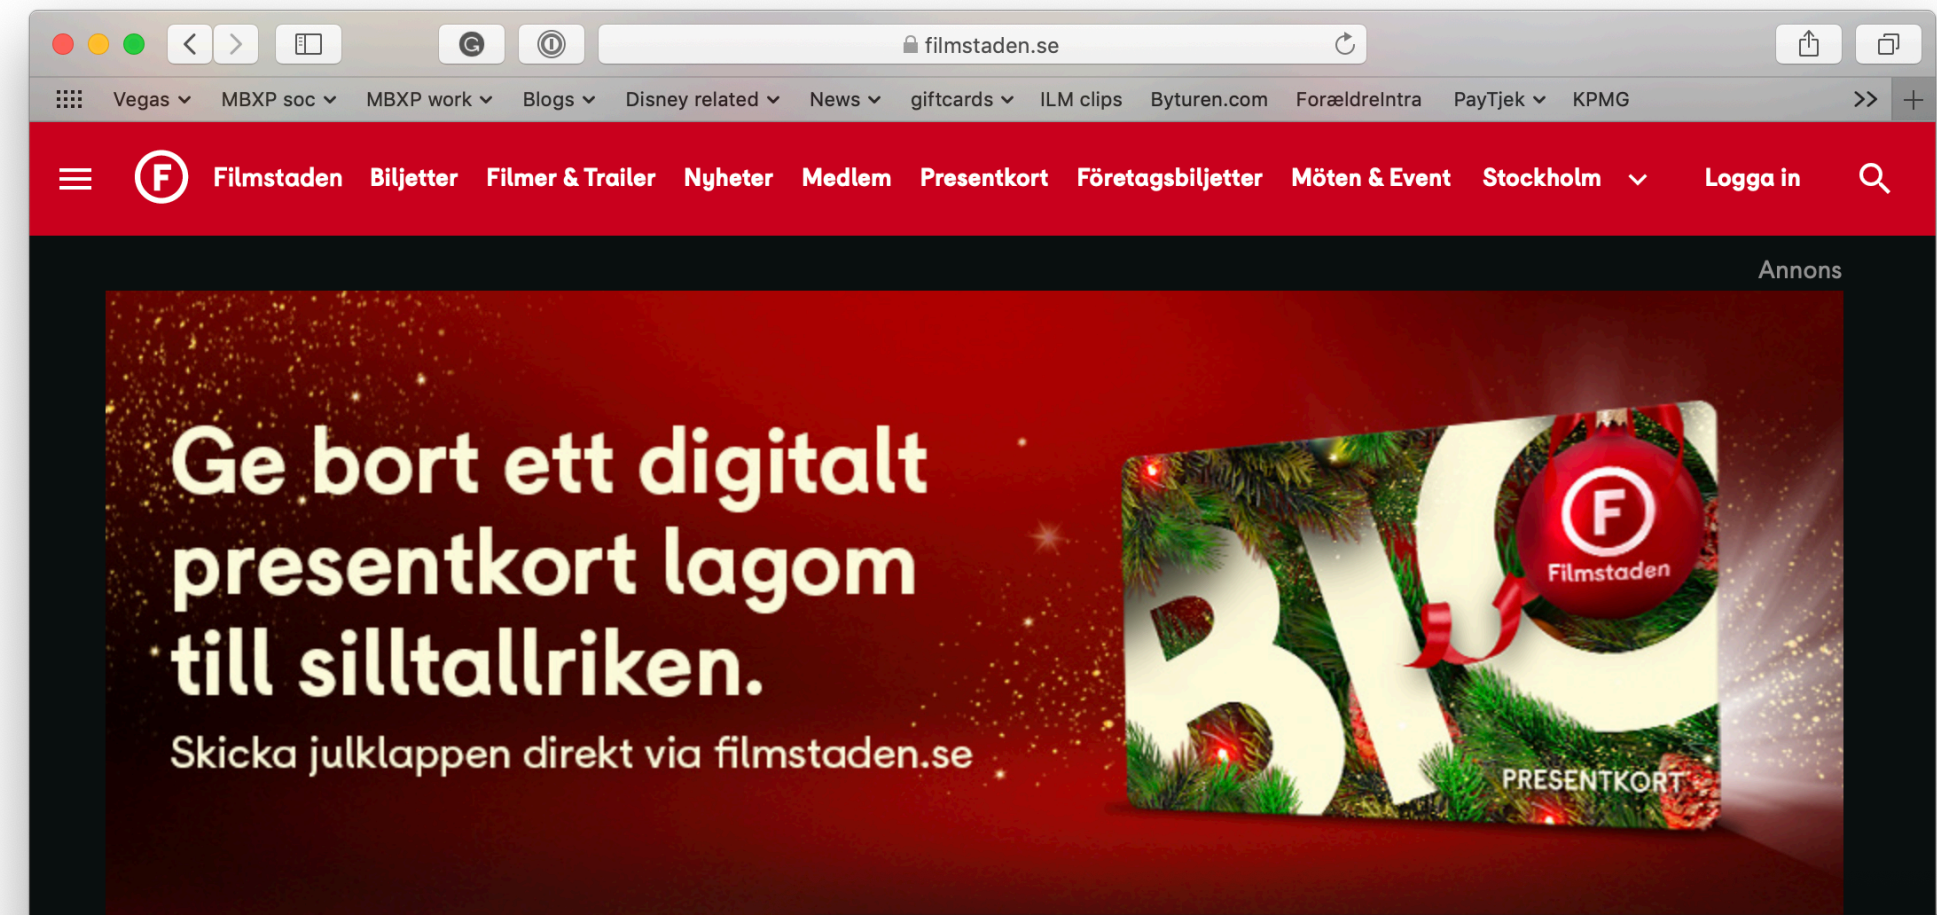 filmstaden.se
Vegas MBXP soc MBXP work Blogs Disney related News giftcards ILM clips Byturen.com ForældreIntra PayTjek KPMG
F Filmstaden Biljetter Filmer & Trailer Nyheter Medlem Presentkort Företagsbiljetter Möten & Event Stockholm Logga in
Annons
Ge bort ett digitalt
presentkort lagom
till silltallriken.
Skicka julklappen direkt via filmstaden.se
BIO
F
Filmstaden
PRESENTKORT